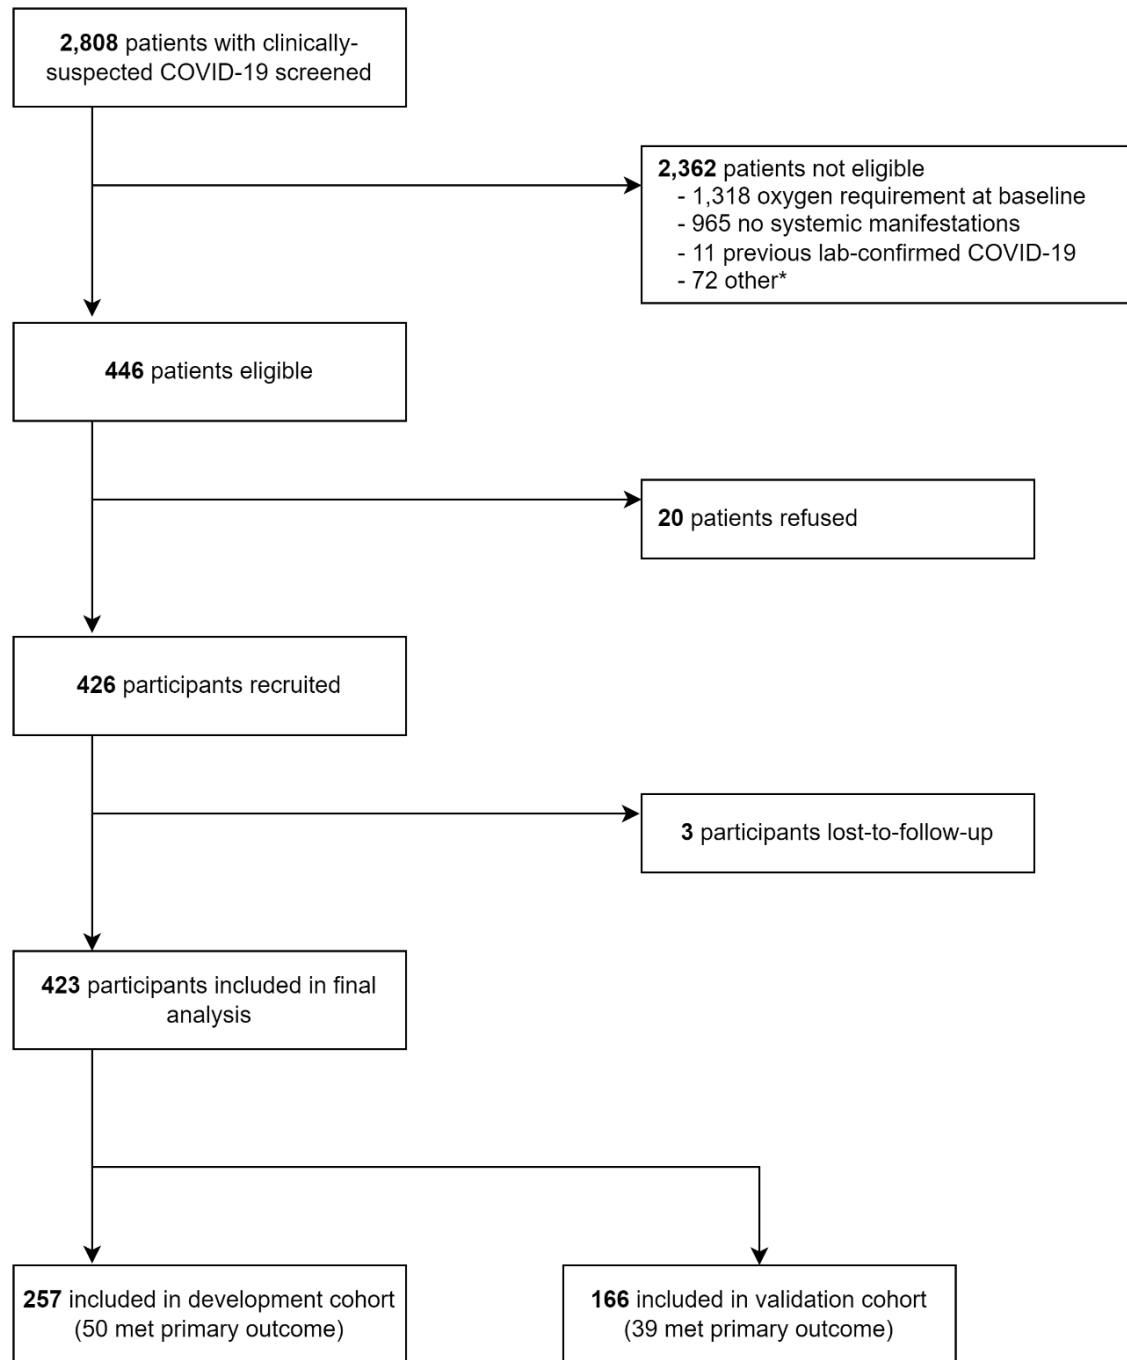 2,808 patients with clinically-
suspected COVID-19 screened
2,362 patients not eligible
- 1,318 oxygen requirement at baseline
- 965 no systemic manifestations
- 11 previous lab-confirmed COVID-19
- 72 other*
446 patients eligible
20 patients refused
426 participants recruited
3 participants lost-to-follow-up
423 participants included in final
analysis
257 included in development cohort
(50 met primary outcome)
166 included in validation cohort
(39 met primary outcome)